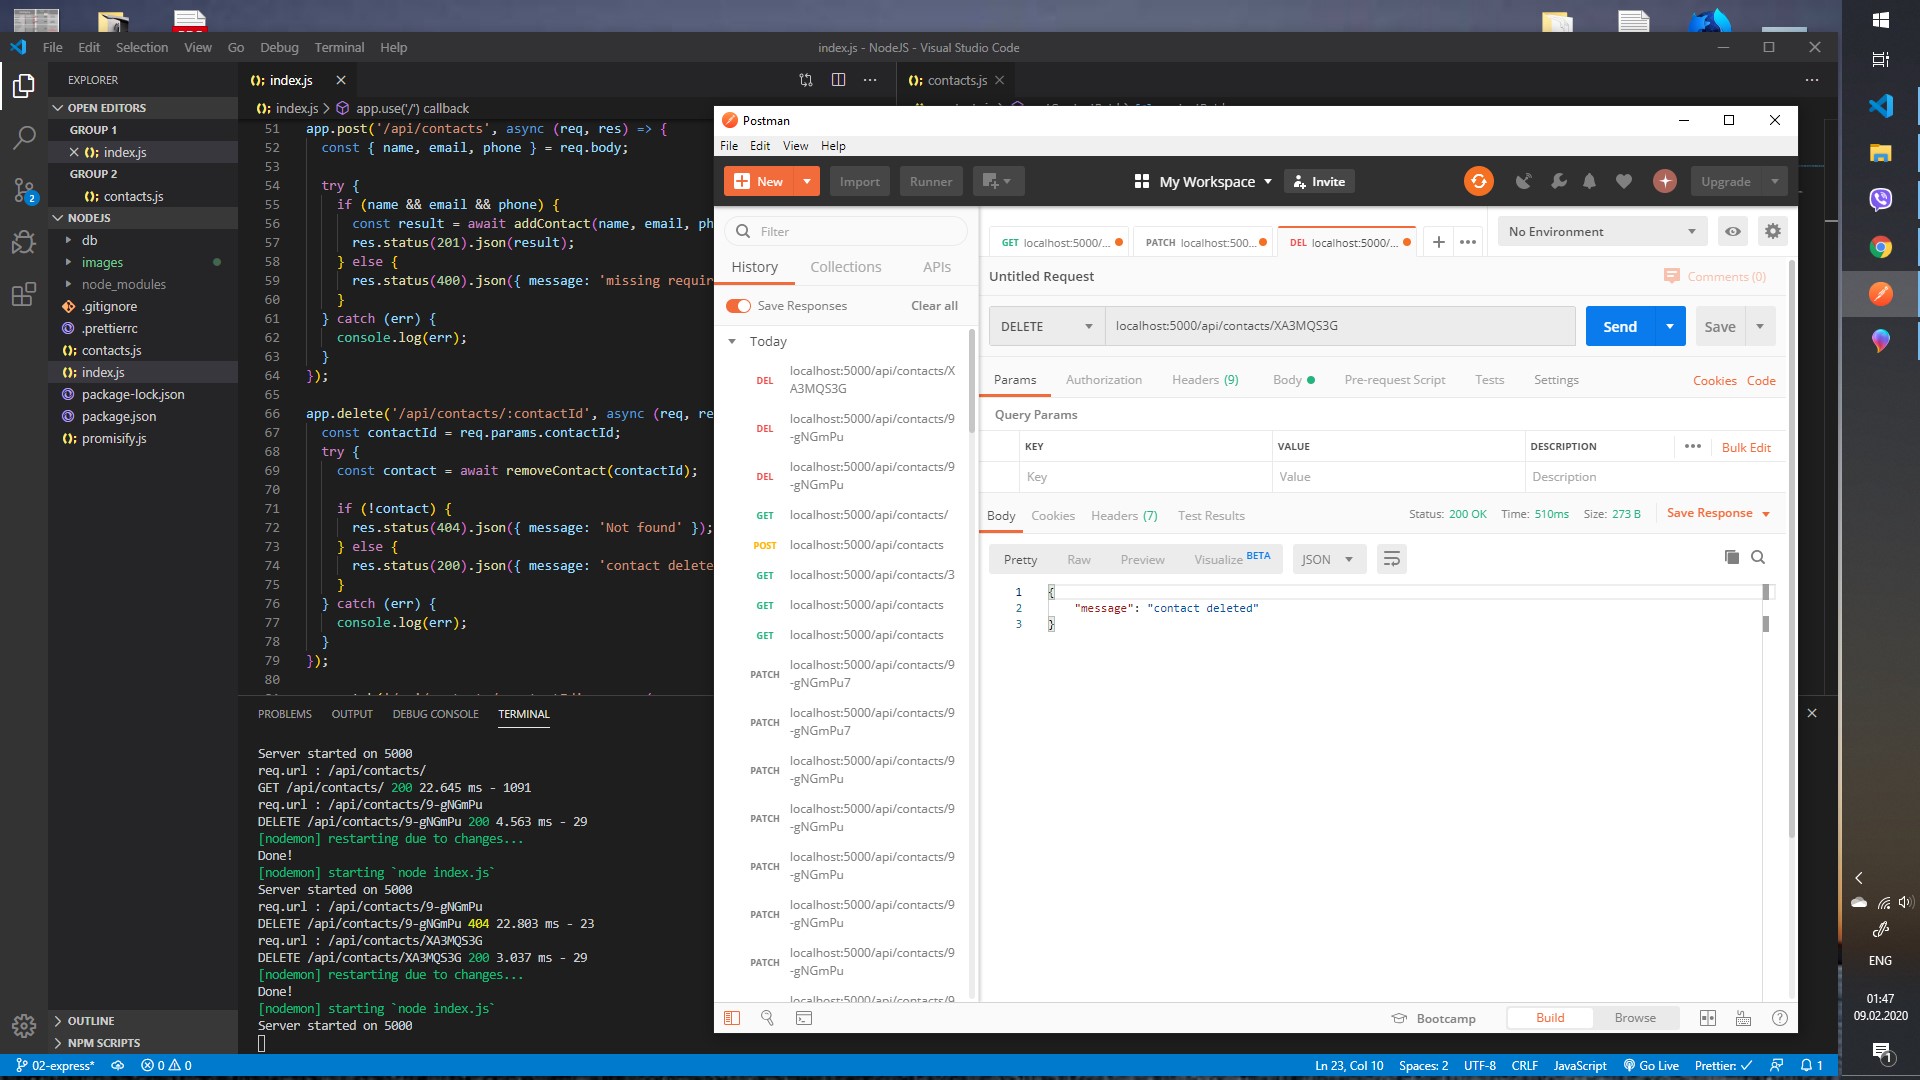 File Edit Selection View Go Debug Terminal Help
index.js - NodeJS - Visual Studio Code
EXPLORER
OPEN EDITORS
GROUP 1
index.js
GROUP 2
contacts.js
NODEJS
db
images
node_modules
.gitignore
.prettierrc
contacts.js
index.js
package-lock.json
package.json
promisify.js
OUTLINE
NPM SCRIPTS
index.js
contacts.js
index.js > app.use('/') callback
51 app.post('/api/contacts', async (req, res) => {
52 const { name, email, phone } = req.body;
53
54 try {
55 if (name && email && phone) {
56 const result = await addContact(name, email, ph
57 res.status(201).json(result);
58 } else {
59 res.status(400).json({ message: 'missing requir
60 }
61 } catch (err) {
62 console.log(err);
63 }
64 });
65
66 app.delete('/api/contacts/:contactId', async (req, re
67 const contactId = req.params.contactId;
68 try {
69 const contact = await removeContact(contactId);
70
71 if (!contact) {
72 res.status(404).json({ message: 'Not found' });
73 } else {
74 res.status(200).json({ message: 'contact delete
75 }
76 } catch (err) {
77 console.log(err);
78 }
79 });
80
PROBLEMS OUTPUT DEBUG CONSOLE TERMINAL
Server started on 5000
req.url : /api/contacts/
GET /api/contacts/ 200 22.645 ms - 1091
req.url : /api/contacts/9-gNGmPu
DELETE /api/contacts/9-gNGmPu 200 4.563 ms - 29
[nodemon] restarting due to changes...
Done!
[nodemon] starting `node index.js`
Server started on 5000
req.url : /api/contacts/9-gNGmPu
DELETE /api/contacts/9-gNGmPu 404 22.803 ms - 23
req.url : /api/contacts/XA3MQS3G
DELETE /api/contacts/XA3MQS3G 200 3.037 ms - 29
[nodemon] restarting due to changes...
Done!
[nodemon] starting `node index.js`
Server started on 5000
Postman
File Edit View Help
New Import Runner My Workspace Invite Upgrade
Filter
History Collections APIs
Save Responses Clear all
Today
DEL localhost:5000/api/contacts/X
A3MQS3G
DEL localhost:5000/api/contacts/9
-gNGmPu
DEL localhost:5000/api/contacts/9
-gNGmPu
GET localhost:5000/api/contacts/
POST localhost:5000/api/contacts
GET localhost:5000/api/contacts/3
GET localhost:5000/api/contacts
GET localhost:5000/api/contacts
PATCH localhost:5000/api/contacts/9
-gNGmPu7
PATCH localhost:5000/api/contacts/9
-gNGmPu7
PATCH localhost:5000/api/contacts/9
-gNGmPu
PATCH localhost:5000/api/contacts/9
-gNGmPu
PATCH localhost:5000/api/contacts/9
-gNGmPu
PATCH localhost:5000/api/contacts/9
-gNGmPu
PATCH localhost:5000/api/contacts/9
-gNGmPu
localhost:5000/api/contacts/9
GET localhost:5000/... PATCH localhost:500... DEL localhost:5000/...
No Environment
Untitled Request
Comments (0)
DELETE localhost:5000/api/contacts/XA3MQS3G Send Save
Params Authorization Headers (9) Body Pre-request Script Tests Settings Cookies Code
Query Params
KEY VALUE DESCRIPTION Bulk Edit
Key Value Description
Body Cookies Headers (7) Test Results Status: 200 OK Time: 510ms Size: 273 B Save Response
Pretty Raw Preview Visualize BETA JSON
1 {
2 "message": "contact deleted"
3 }
Bootcamp Build Browse
02-express* 0 0
Ln 23, Col 10 Spaces: 2 UTF-8 CRLF JavaScript Go Live Prettier: 1
2
ENG
01:47
09.02.2020
1